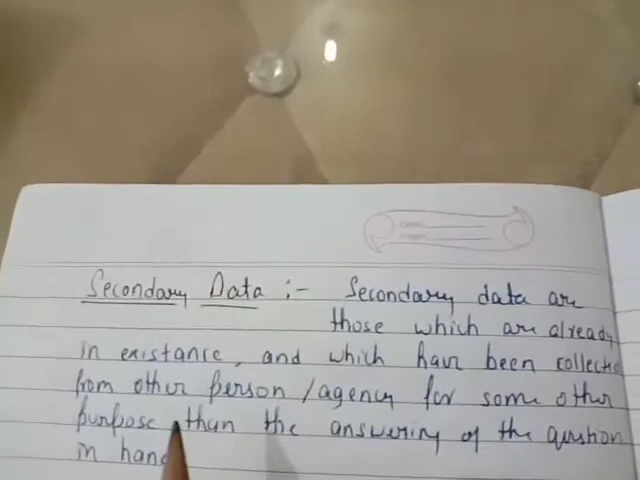 Secondary Data :- Secondary data are
those which are already
in existance, and which have been collected
from other person /agency for some other
purpose than the answering of the question
in hand